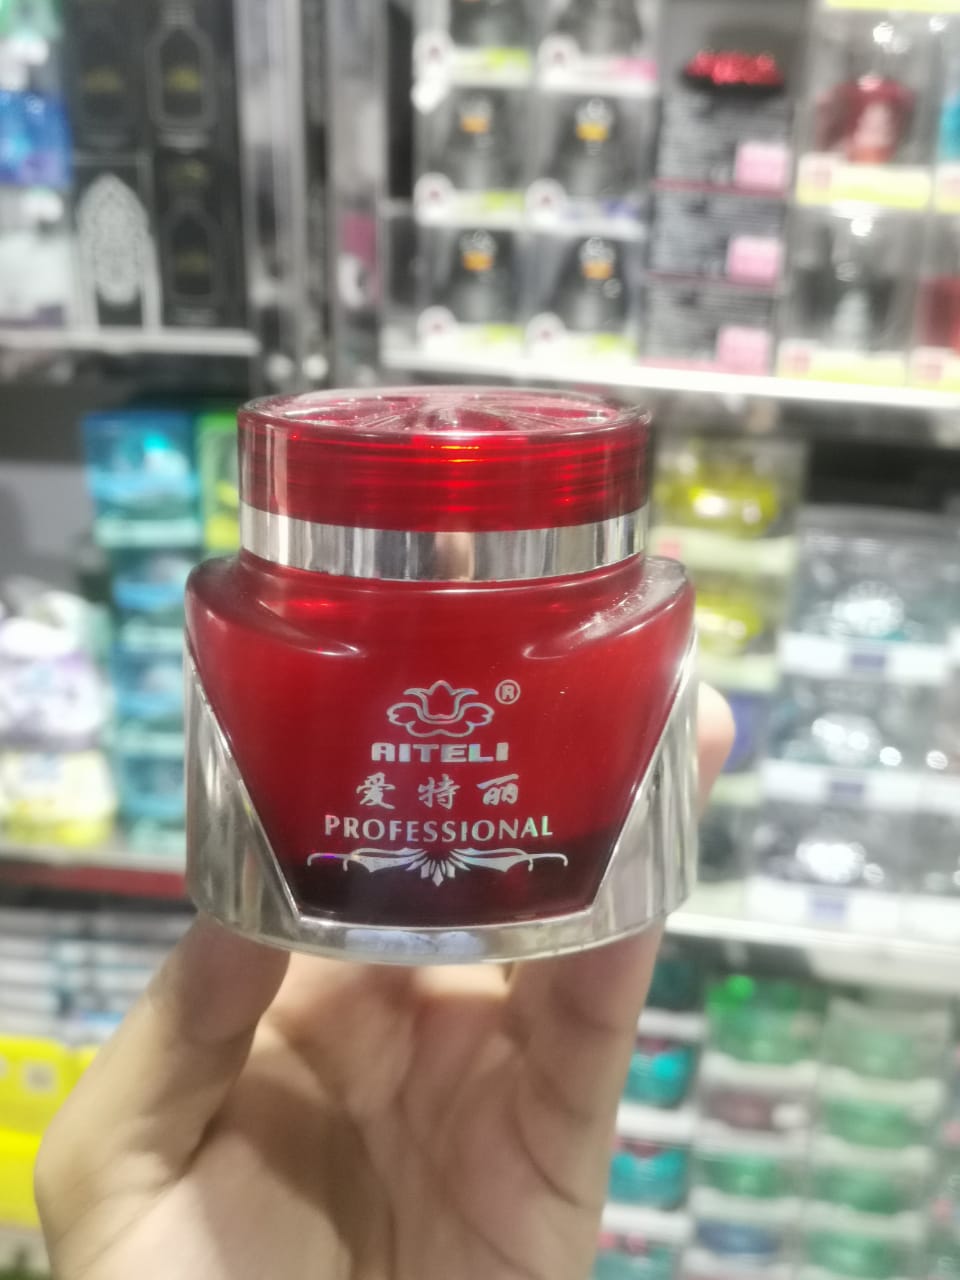 ®
AITELI
爱特丽
PROFESSIONAL